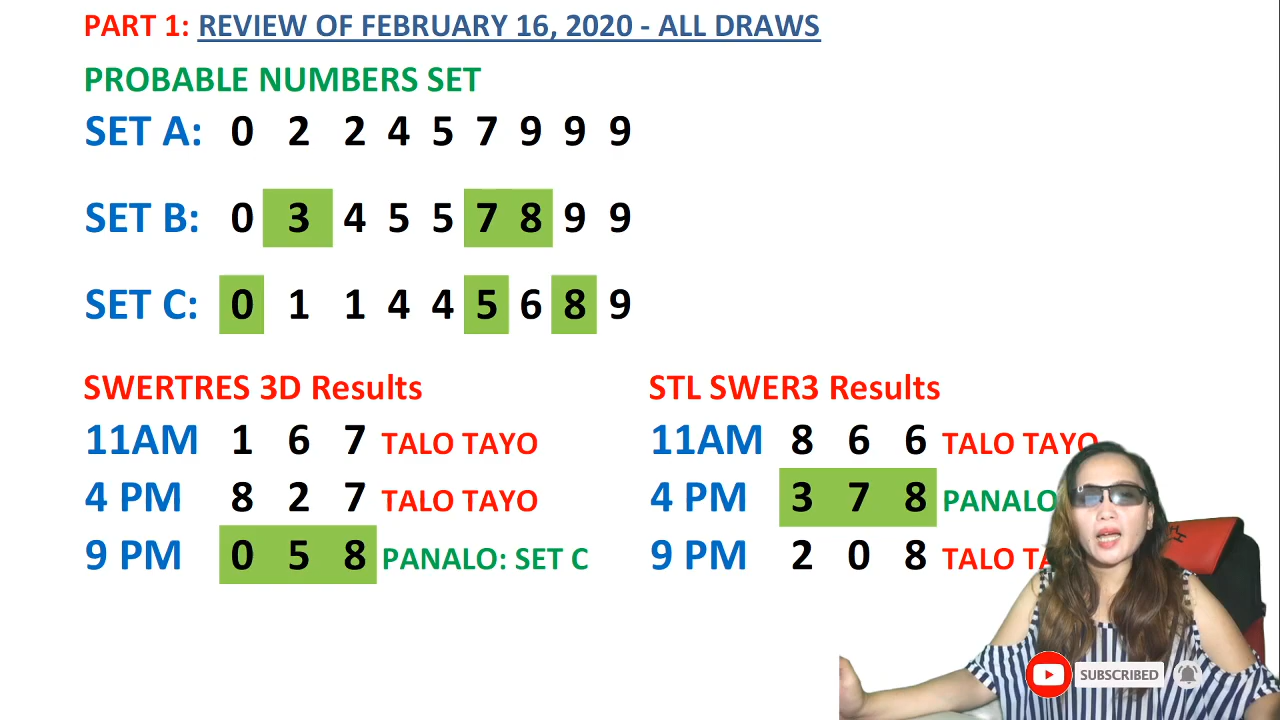 PART 1: REVIEW OF FEBRUARY 16, 2020 - ALL DRAWS
PROBABLE NUMBERS SET
SET A: 0 2 2 4 5 7 9 9 9
SET B: 0 3 4 5 5 7 8 9 9
SET C: 0 1 1 4 4 5 6 8 9
SWERTRES 3D Results
11AM 1 6 7 TALO TAYO
4 PM 8 2 7 TALO TAYO
9 PM 0 5 8 PANALO: SET C
STL SWER3 Results
11AM 8 6 6 TALO TAYO
4 PM 3 7 8 PANALO
9 PM 2 0 8 TALO
SUBSCRIBED